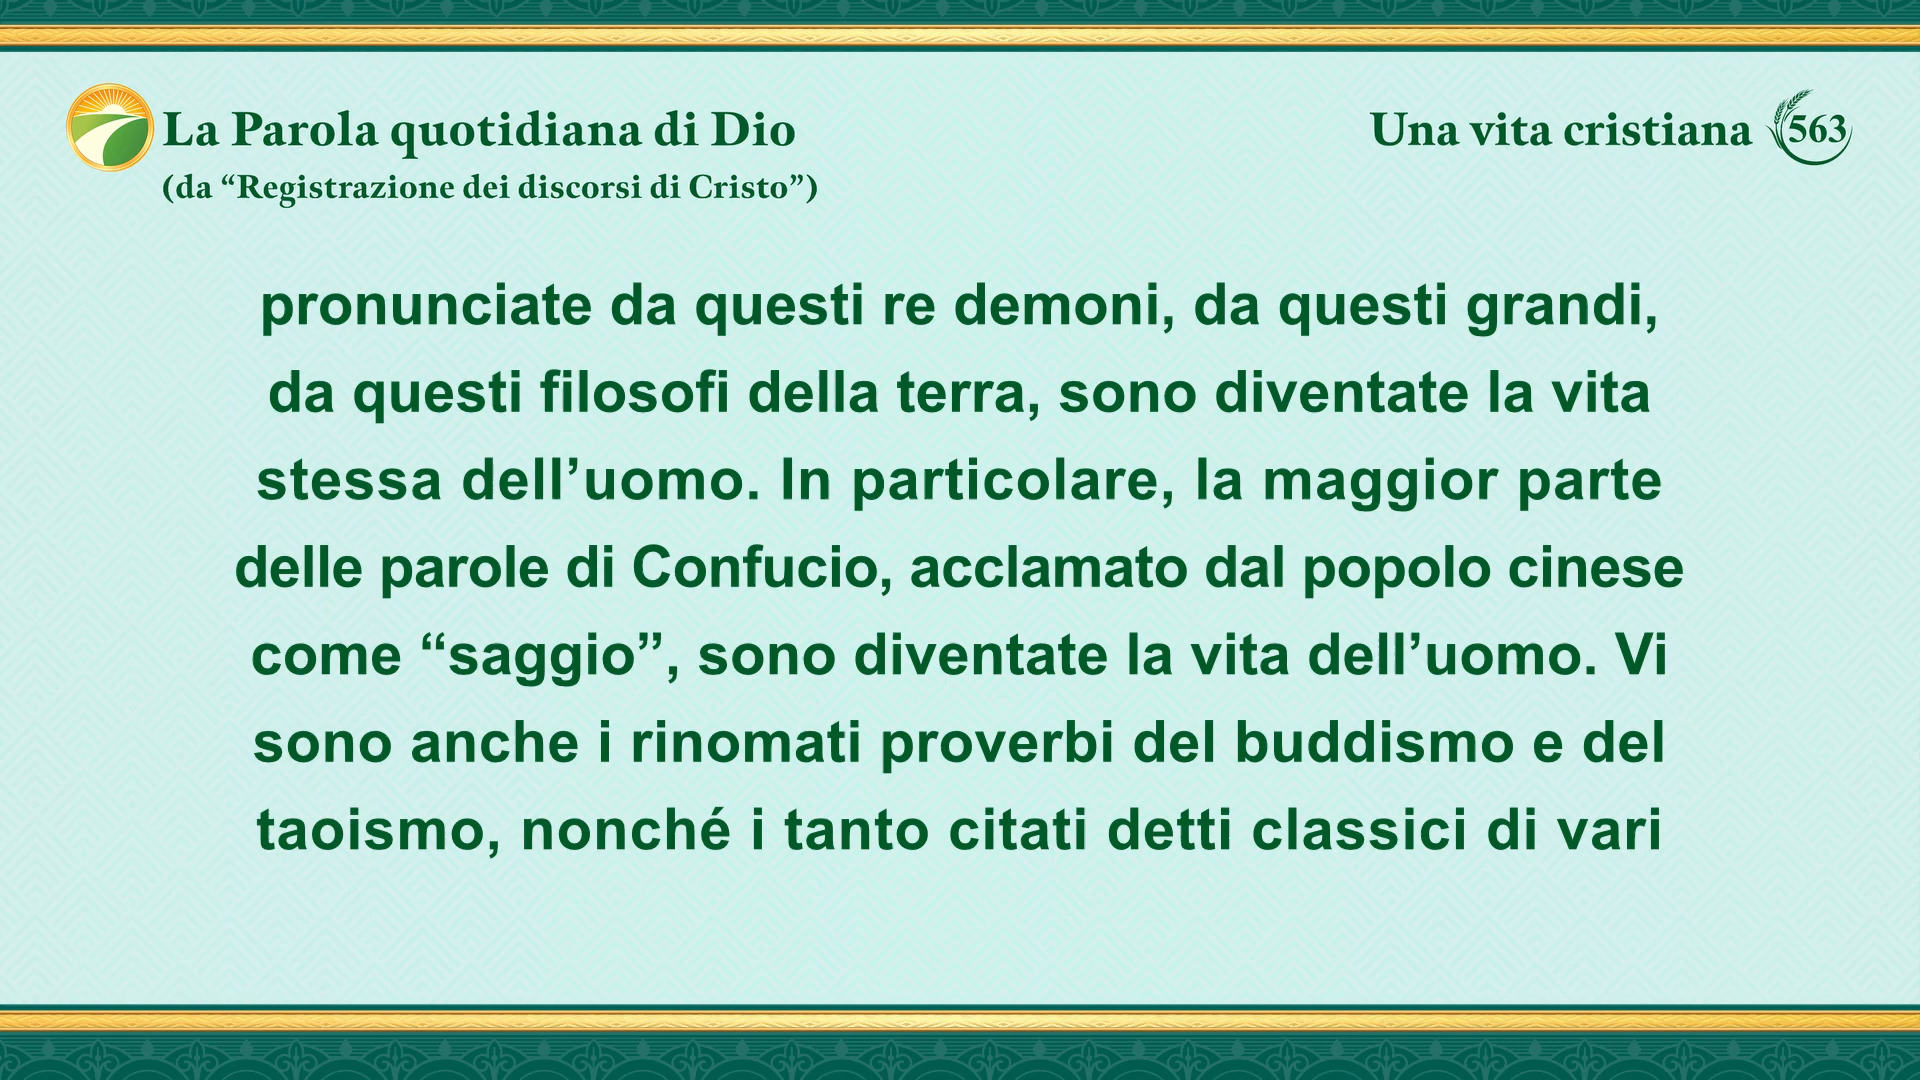 La Parola quotidiana di Dio
(da “Registrazione dei discorsi di Cristo”)
Una vita cristiana 563
pronunciate da questi re demoni, da questi grandi,
da questi filosofi della terra, sono diventate la vita
stessa dell’uomo. In particolare, la maggior parte
delle parole di Confucio, acclamato dal popolo cinese
come “saggio”, sono diventate la vita dell’uomo. Vi
sono anche i rinomati proverbi del buddismo e del
taoismo, nonché i tanto citati detti classici di vari